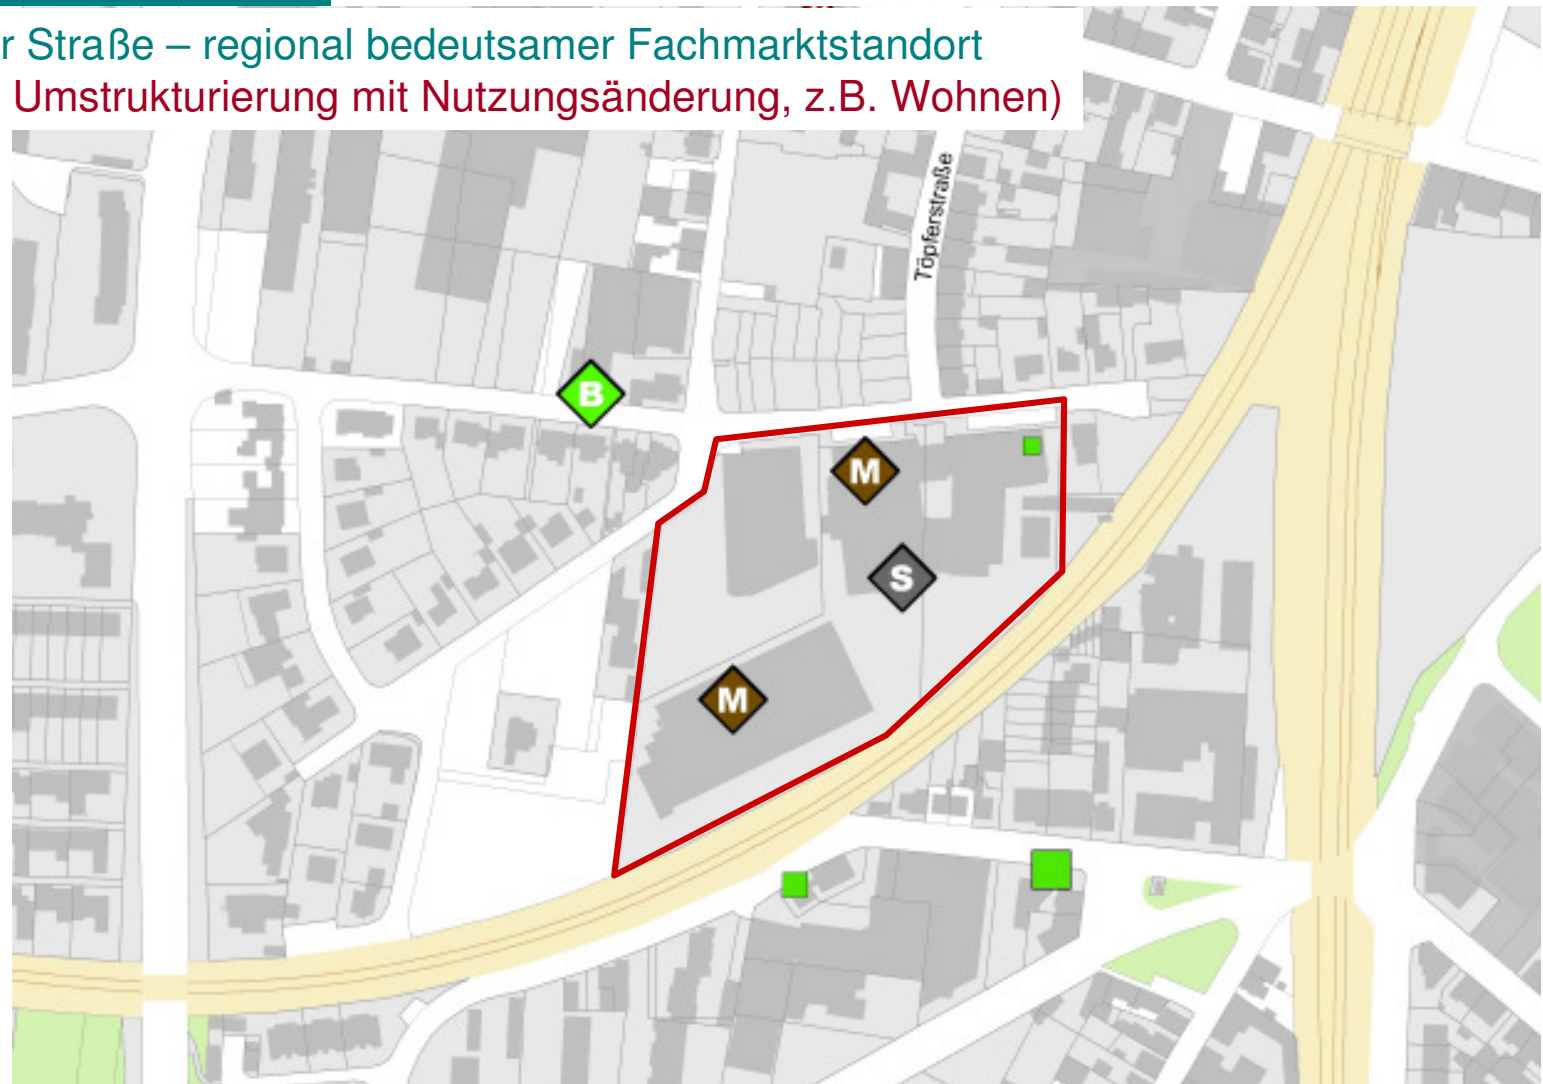 r Straße – regional bedeutsamer Fachmarktstandort
Umstrukturierung mit Nutzungsänderung, z.B. Wohnen)
Töpferstraße
B
M
S
M